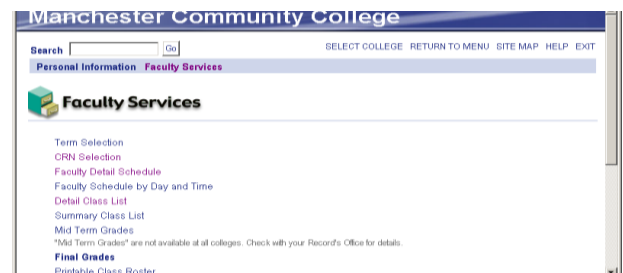 Manchester Community College
Search Go SELECT COLLEGE RETURN TO MENU SITE MAP HELP EXIT
Personal Information Faculty Services
Faculty Services
Term Selection
CRN Selection
Faculty Detail Schedule
Faculty Schedule by Day and Time
Detail Class List
Summary Class List
Mid Term Grades
"Mid Term Grades" are not available at all colleges. Check with your Record's Office for details.
Final Grades
Printable Class Roster